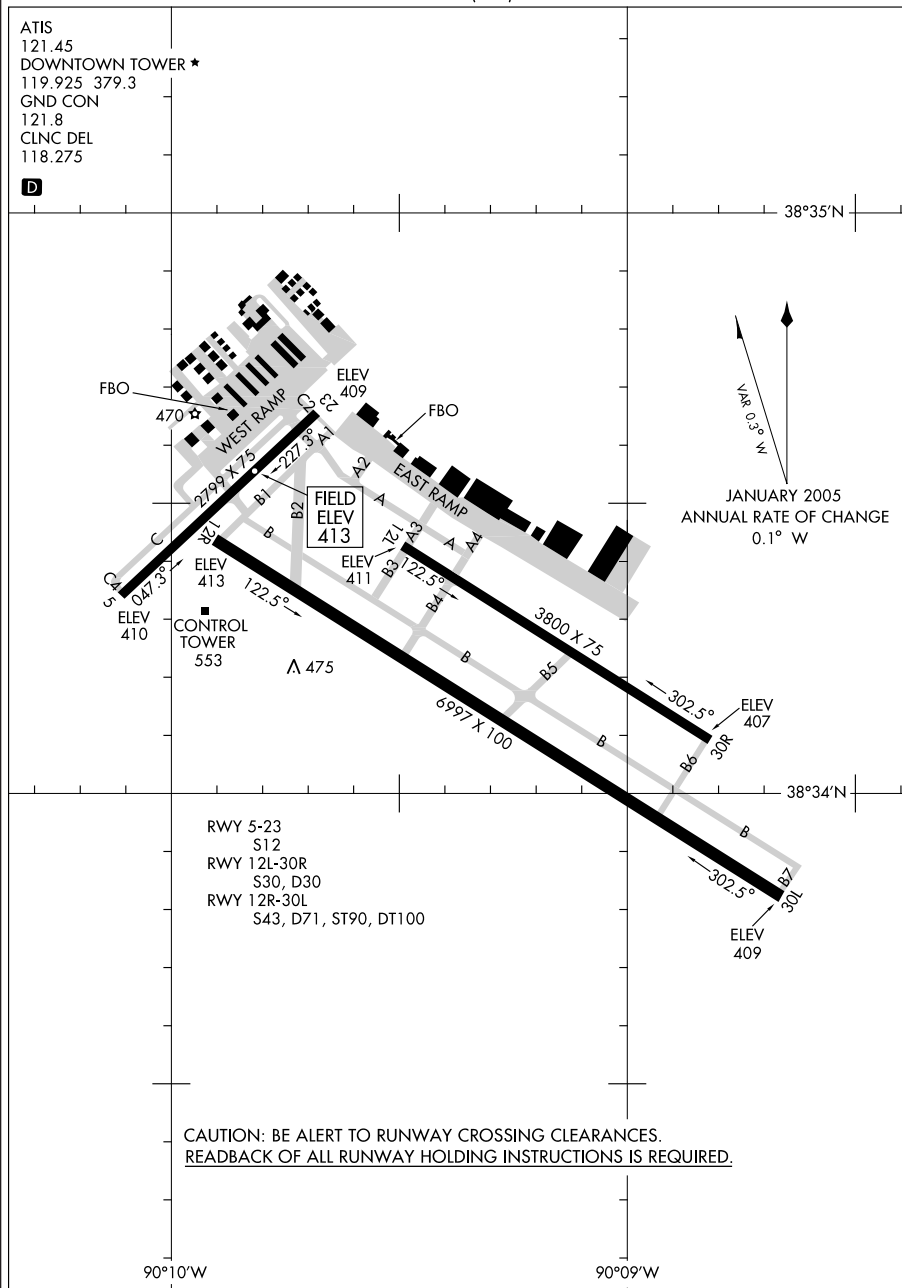 ATIS
121.45
DOWNTOWN TOWER ★
119.925 379.3
GND CON
121.8
CLNC DEL
118.275
D
38°35'N
VAR 0.3° W
JANUARY 2005
ANNUAL RATE OF CHANGE
0.1° W
FBO
470
WEST RAMP
C2
23
ELEV
409
FBO
EAST RAMP
A1
227.3°
2799 X 75
A2
A
B1
B2
FIELD
ELEV
413
C
12R
B
12L
A3
A
A4
ELEV
411
B3
122.5°
B4
C4
5
047.3°
ELEV
410
ELEV
413
122.5°
CONTROL
TOWER
553
475
3800 X 75
B
B5
6997 X 100
302.5°
ELEV
407
30R
B
B6
38°34'N
B
B7
302.5°
30L
ELEV
409
RWY 5-23
S12
RWY 12L-30R
S30, D30
RWY 12R-30L
S43, D71, ST90, DT100
CAUTION: BE ALERT TO RUNWAY CROSSING CLEARANCES.
READBACK OF ALL RUNWAY HOLDING INSTRUCTIONS IS REQUIRED.
90°10'W
90°09'W